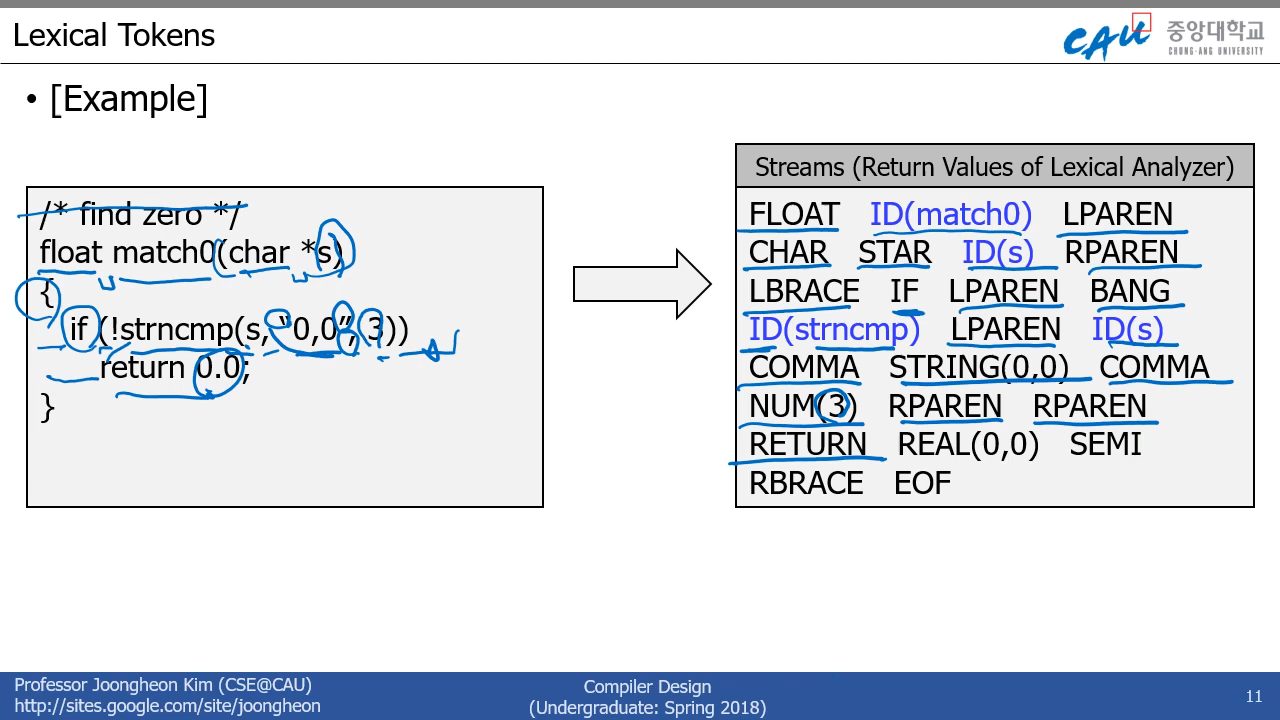 Lexical Tokens
CAU 중앙대학교
CHUNG-ANG UNIVERSITY
• [Example]
/* find zero */
float match0(char *s)
{
if (!strncmp(s, “0,0”, 3))
return 0.0;
}
Streams (Return Values of Lexical Analyzer)
FLOAT ID(match0) LPAREN
CHAR STAR ID(s) RPAREN
LBRACE IF LPAREN BANG
ID(strncmp) LPAREN ID(s)
COMMA STRING(0,0) COMMA
NUM(3) RPAREN RPAREN
RETURN REAL(0,0) SEMI
RBRACE EOF
Professor Joongheon Kim (CSE@CAU)
http://sites.google.com/site/joongheon
Compiler Design
(Undergraduate: Spring 2018)
11